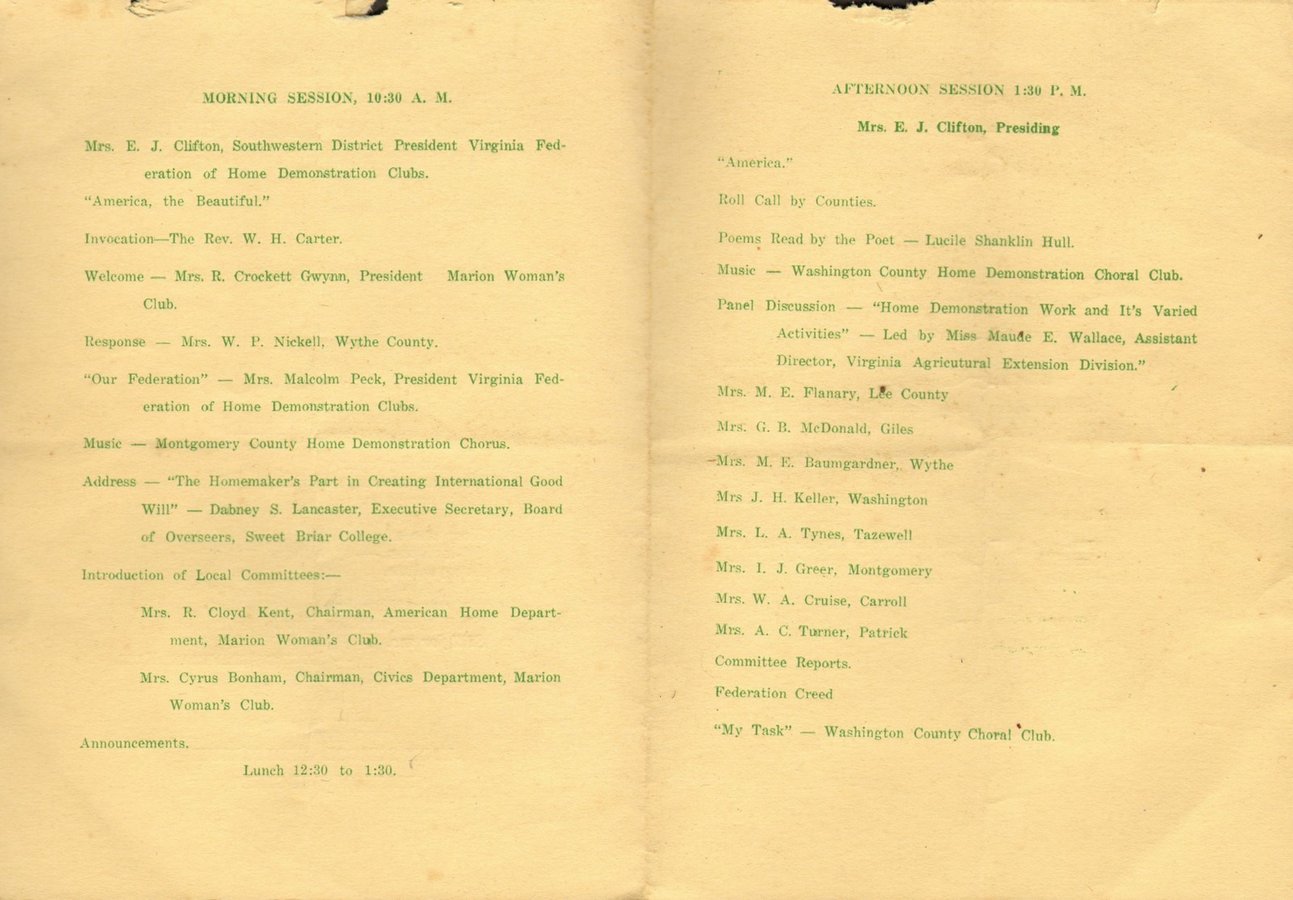 MORNING SESSION, 10:30 A. M.
Mrs. E. J. Clifton, Southwestern District President Virginia Fed-
eration of Home Demonstration Clubs.
“America, the Beautiful.”
Invocation—The Rev. W. H. Carter.
Welcome — Mrs. R. Crockett Gwynn, President Marion Woman's
Club.
Response — Mrs. W. P. Nickell, Wythe County.
“Our Federation” — Mrs. Malcolm Peck, President Virginia Fed-
eration of Home Demonstration Clubs.
Music — Montgomery County Home Demonstration Chorus.
Address — “The Homemaker's Part in Creating International Good
Will” — Dabney S. Lancaster, Executive Secretary, Board
of Overseers, Sweet Briar College.
Introduction of Local Committees:—
Mrs. R. Cloyd Kent, Chairman, American Home Depart-
ment, Marion Woman's Club.
Mrs. Cyrus Bonham, Chairman, Civics Department, Marion
Woman's Club.
Announcements.
Lunch 12:30 to 1:30.
AFTERNOON SESSION 1:30 P. M.
Mrs. E. J. Clifton, Presiding
“America.”
Roll Call by Counties.
Poems Read by the Poet — Lucile Shanklin Hull.
Music — Washington County Home Demonstration Choral Club.
Panel Discussion — “Home Demonstration Work and It's Varied
Activities” — Led by Miss Maude E. Wallace, Assistant
Director, Virginia Agricutural Extension Division.”
Mrs. M. E. Flanary, Lee County
Mrs. G. B. McDonald, Giles
Mrs. M. E. Baumgardner, Wythe
Mrs J. H. Keller, Washington
Mrs. L. A. Tynes, Tazewell
Mrs. I. J. Greer, Montgomery
Mrs. W. A. Cruise, Carroll
Mrs. A. C. Turner, Patrick
Committee Reports.
Federation Creed
“My Task” — Washington County Choral Club.